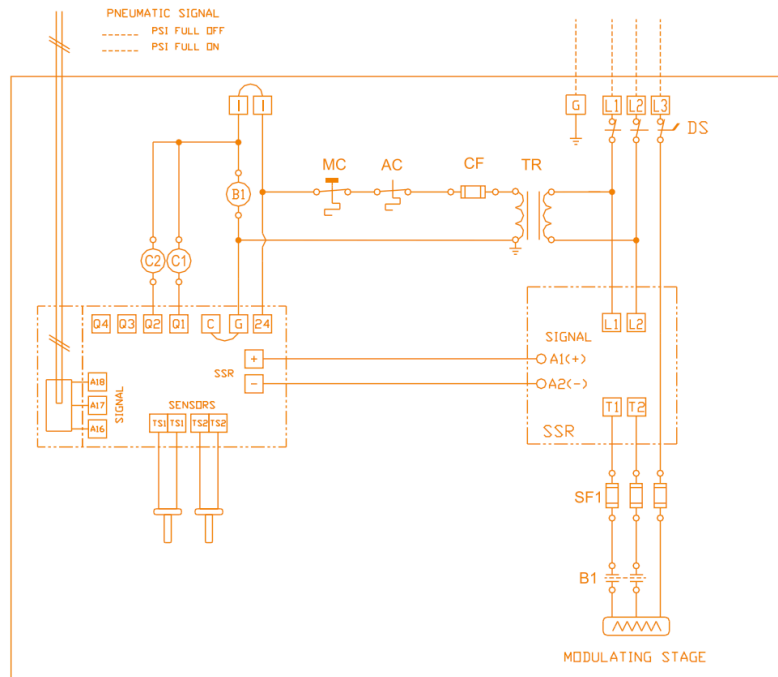 PNEUMATIC SIGNAL
PSI FULL OFF
PSI FULL ON
I I
G L1 L2 L3
DS
MC AC CF TR
B1
C2 C1
Q4 Q3 Q2 Q1 C G 24
L1 L2
SIGNAL
SSR + A1(+)
- A2(-)
A18
A17
A16
SIGNAL
SENSORS
TS1 TS1 TS2 TS2
T1 T2
SSR
SF1
B1
MODULATING STAGE